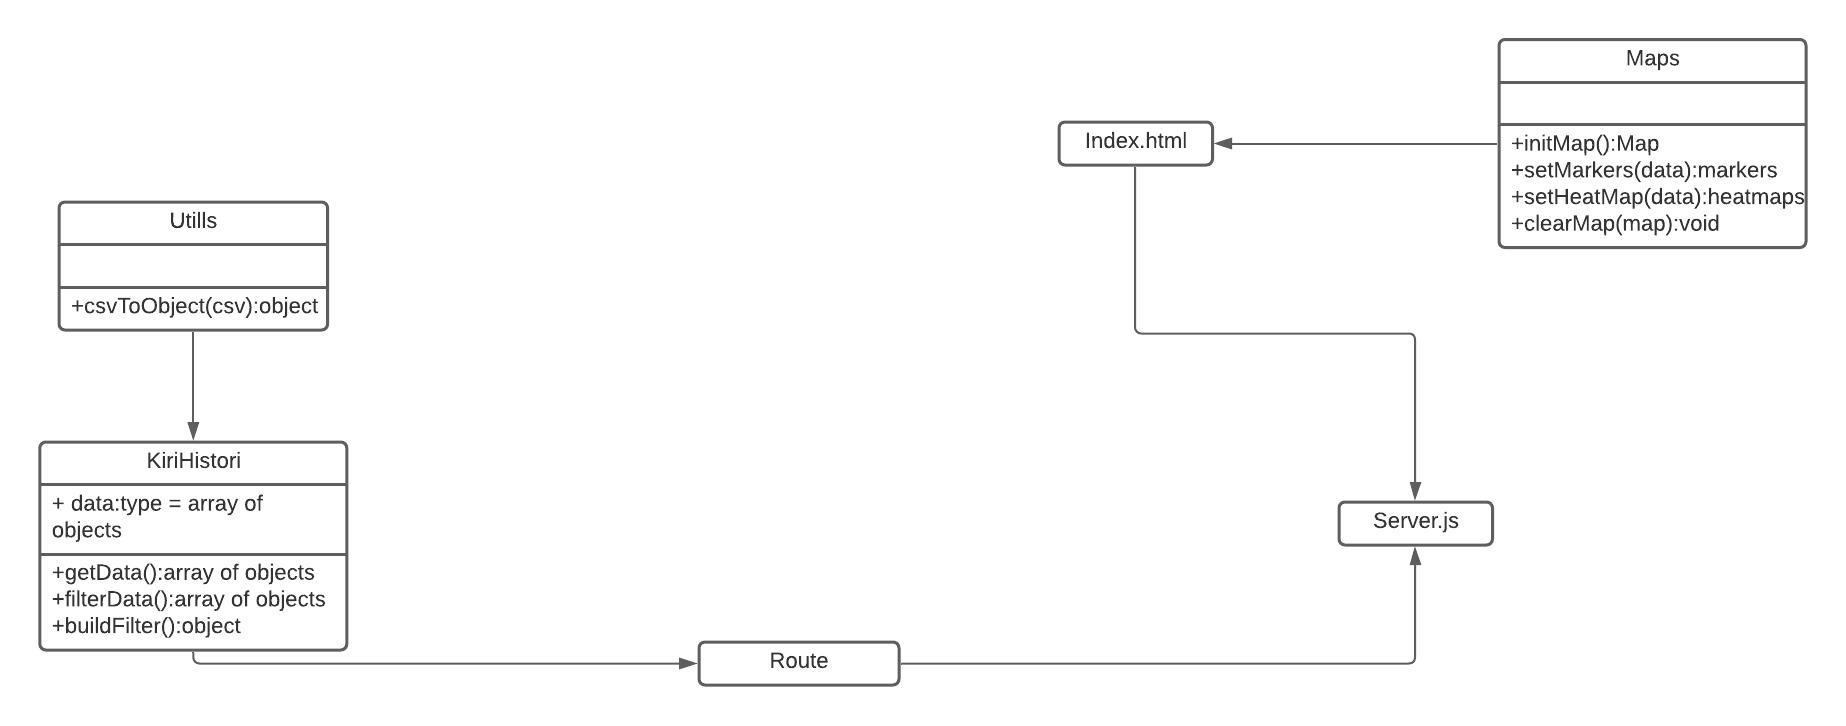 Maps
+initMap():Map
+setMarkers(data):markers
+setHeatMap(data):heatmaps
+clearMap(map):void
Index.html
Utills
+csvToObject(csv):object
KiriHistori
+ data:type = array of
objects
+getData():array of objects
+filterData():array of objects
+buildFilter():object
Server.js
Route